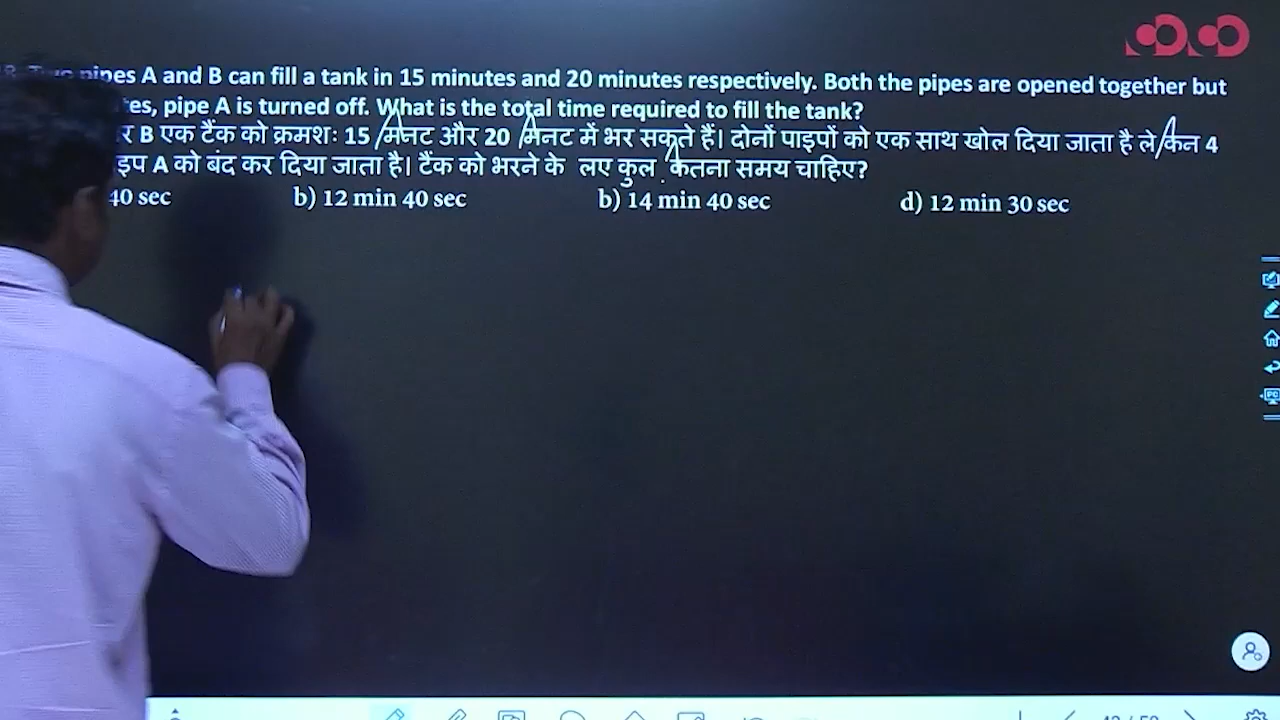 pipes A and B can fill a tank in 15 minutes and 20 minutes respectively. Both the pipes are opened together but
tes, pipe A is turned off. What is the total time required to fill the tank?
र B एक टैंक को क्रमशः 15 मिनट और 20 मिनट में भर सकते हैं। दोनों पाइपों को एक साथ खोल दिया जाता है लेकिन 4
इप A को बंद कर दिया जाता है। टैंक को भरने के लए कुल कितना समय चाहिए?
40 sec b) 12 min 40 sec b) 14 min 40 sec d) 12 min 30 sec